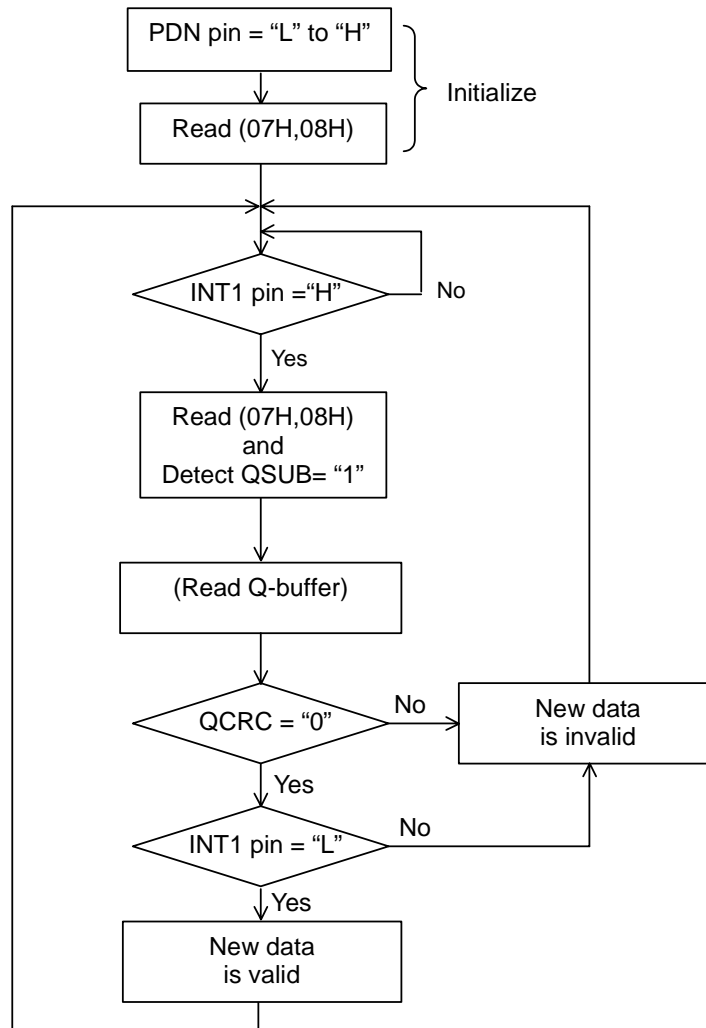 PDN pin = “L” to “H”
Initialize
Read (07H,08H)
INT1 pin =“H”
No
Yes
Read (07H,08H)
and
Detect QSUB= “1”
(Read Q-buffer)
QCRC = “0”
No
New data
is invalid
Yes
INT1 pin = “L”
No
Yes
New data
is valid